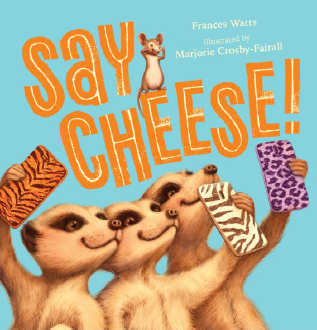 Frances Watts
illustrated by
Marjorie Crosby-Fairall
SAY
CHEESE!